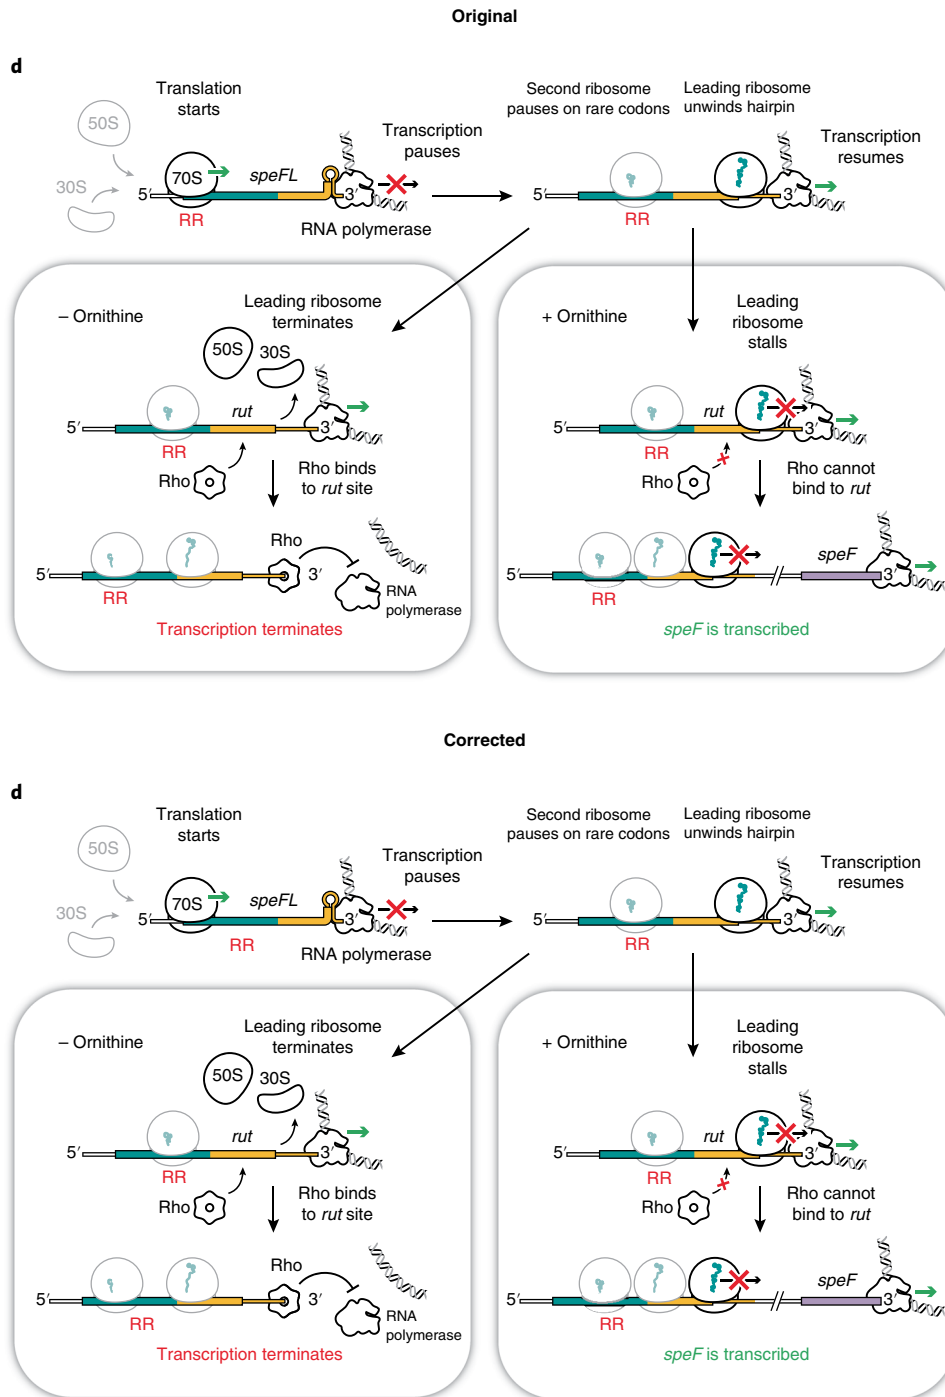 Original
d
Translation
starts
50S
30S
5′
70S
speFL
3′
Transcription
pauses
RR
RNA polymerase
Second ribosome
pauses on rare codons
Leading ribosome
unwinds hairpin
Transcription
resumes
5′
3′
RR
– Ornithine
Leading ribosome
terminates
50S
30S
rut
5′
3′
RR
Rho
Rho binds
to rut site
Rho
5′
3′
RR
RNA
polymerase
Transcription terminates
+ Ornithine
Leading
ribosome
stalls
rut
5′
3′
RR
Rho
Rho cannot
bind to rut
speF
5′
RR
3′
speF is transcribed
Corrected
d
Translation
starts
50S
30S
5′
70S
speFL
3′
Transcription
pauses
RR
RNA polymerase
Second ribosome
pauses on rare codons
Leading ribosome
unwinds hairpin
Transcription
resumes
5′
3′
RR
– Ornithine
Leading ribosome
terminates
50S
30S
rut
5′
3′
RR
Rho
Rho binds
to rut site
Rho
5′
3′
RR
RNA
polymerase
Transcription terminates
+ Ornithine
Leading
ribosome
stalls
rut
5′
3′
RR
Rho
Rho cannot
bind to rut
speF
5′
RR
3′
speF is transcribed